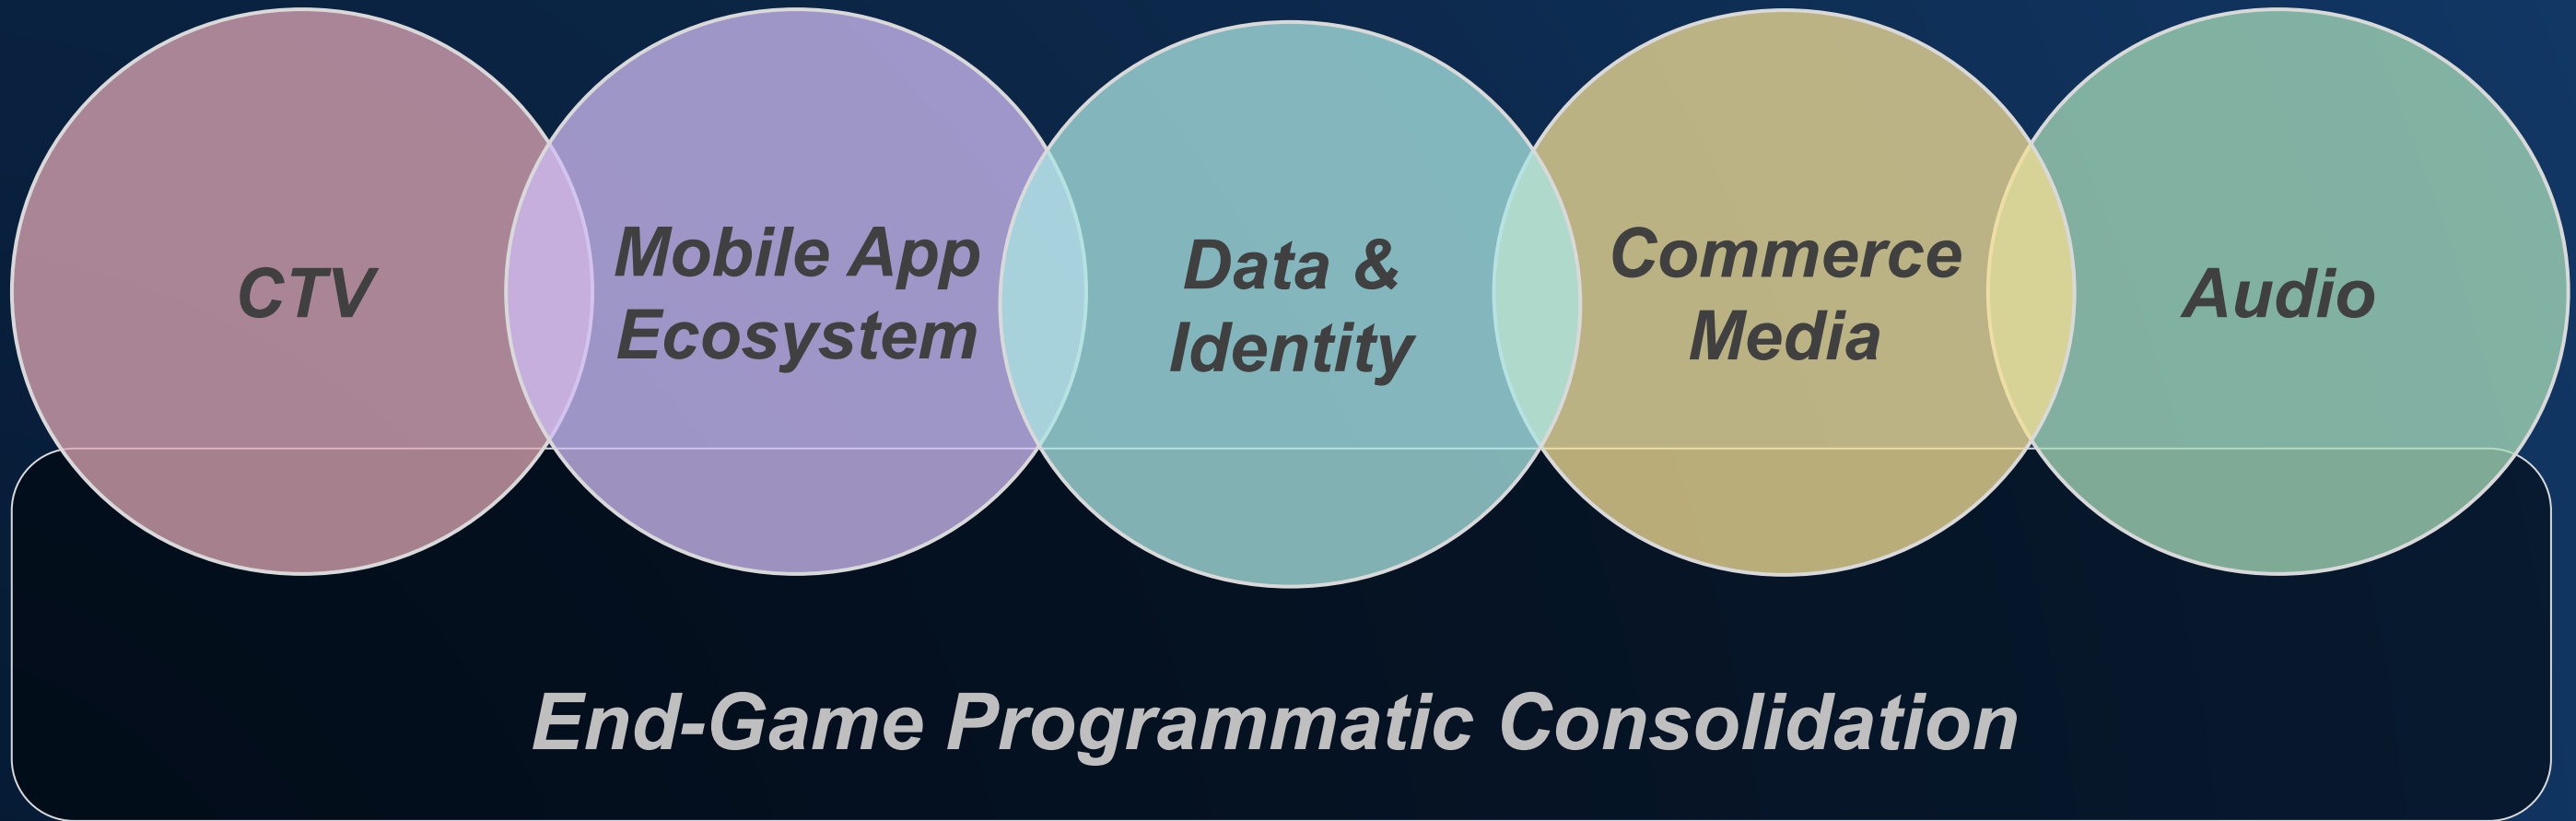 CTV
Mobile App
Ecosystem
Data &
Identity
Commerce
Media
Audio
End-Game Programmatic Consolidation